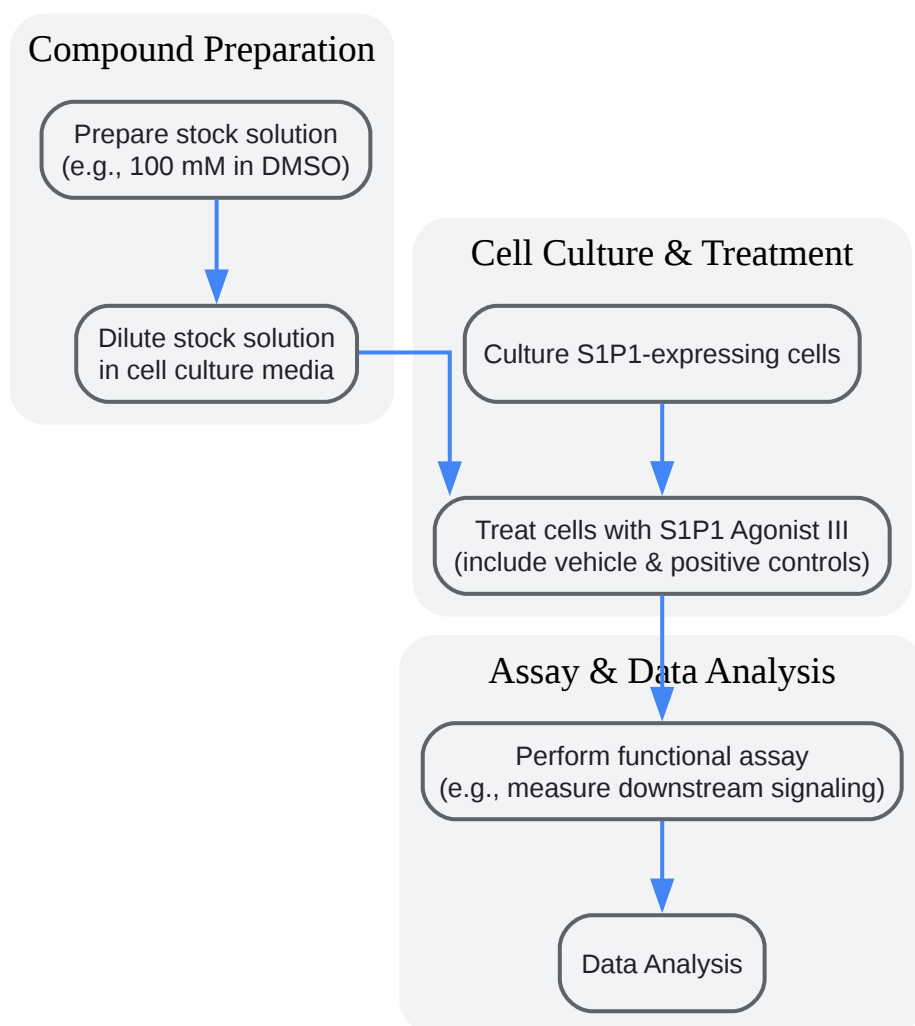 Compound Preparation
Prepare stock solution
(e.g., 100 mM in DMSO)
Dilute stock solution
in cell culture media
Cell Culture & Treatment
Culture S1P1-expressing cells
Treat cells with S1P1 Agonist III
(include vehicle & positive controls)
Assay & Data Analysis
Perform functional assay
(e.g., measure downstream signaling)
Data Analysis